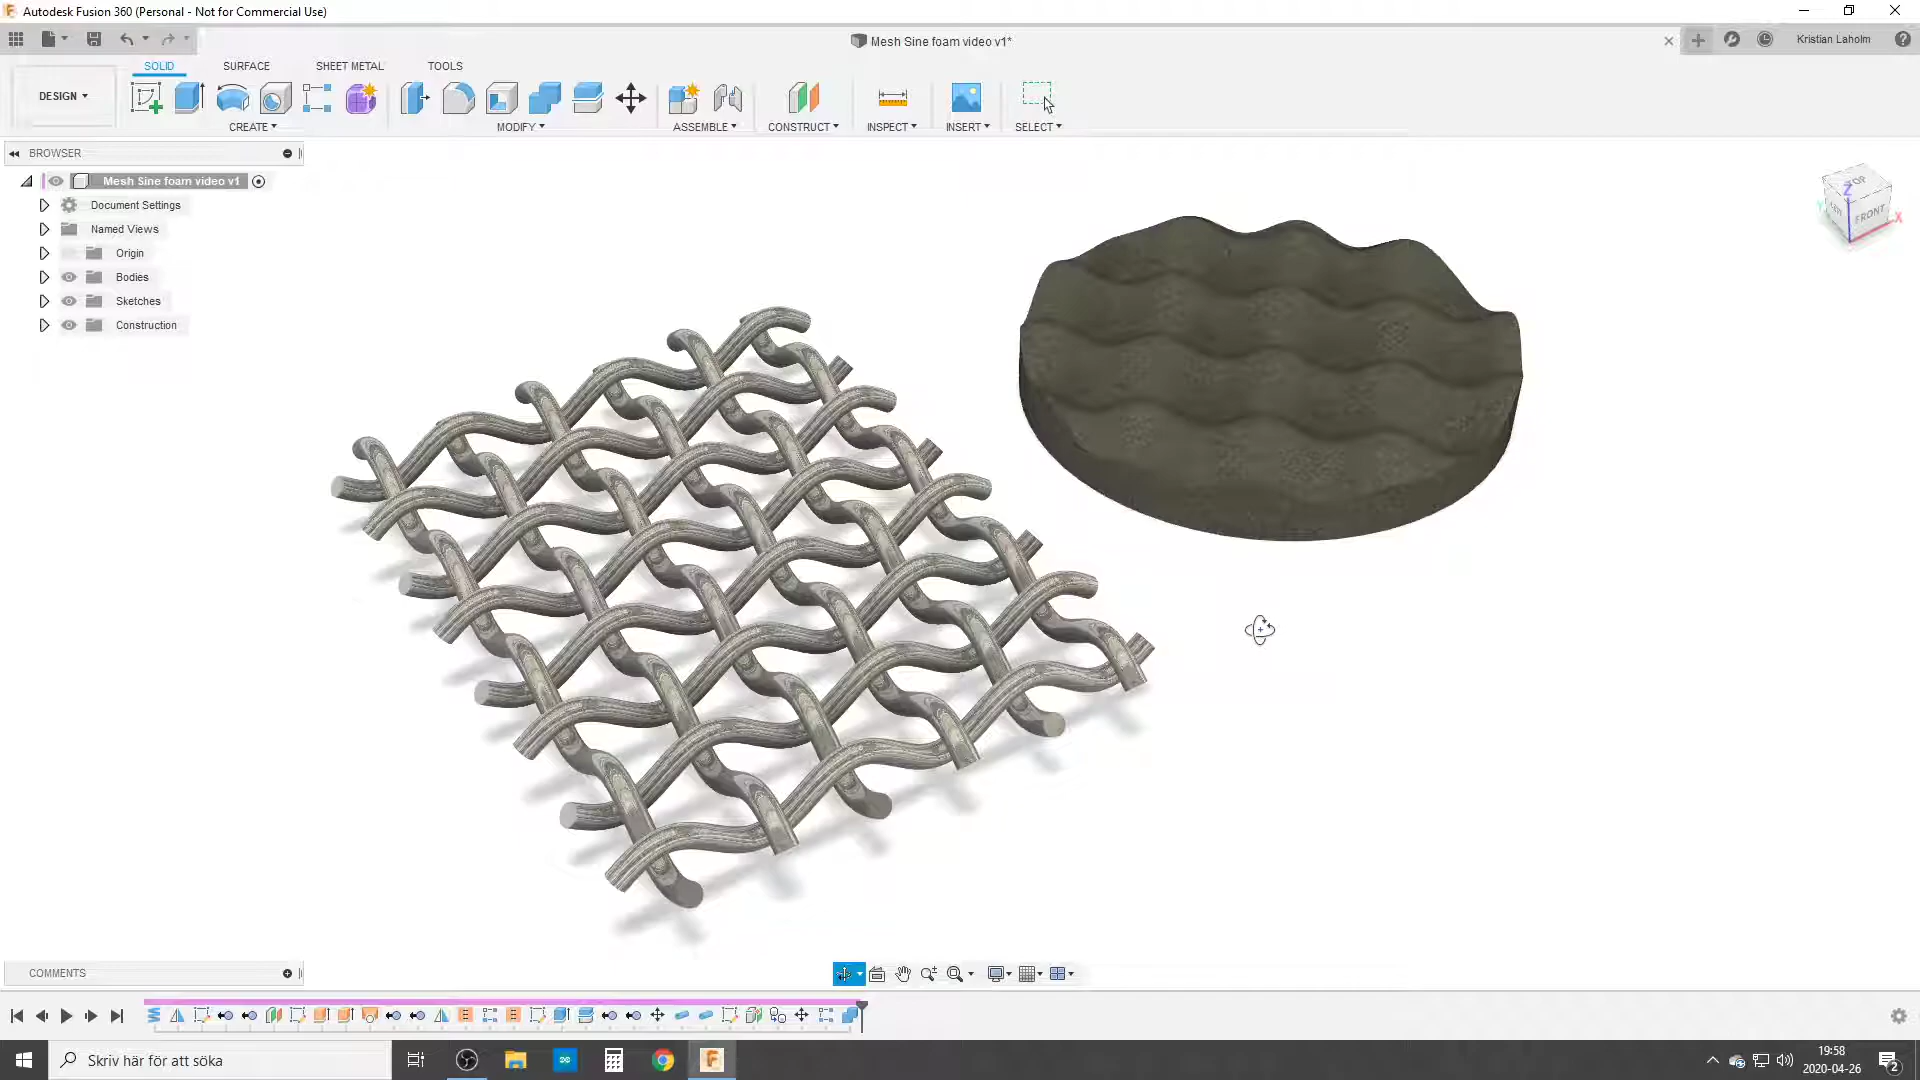 Autodesk Fusion 360 (Personal - Not for Commercial Use)
Mesh Sine foam video v1*
Kristian Laholm
SOLID SURFACE SHEET METAL TOOLS
DESIGN
CREATE MODIFY ASSEMBLE CONSTRUCT INSPECT INSERT SELECT
BROWSER
Mesh Sine foam video v1
Document Settings
Named Views
Origin
Bodies
Sketches
Construction
TOP
FRONT
Z
X
COMMENTS
Skriv här för att söka
19:58
2020-04-26
2